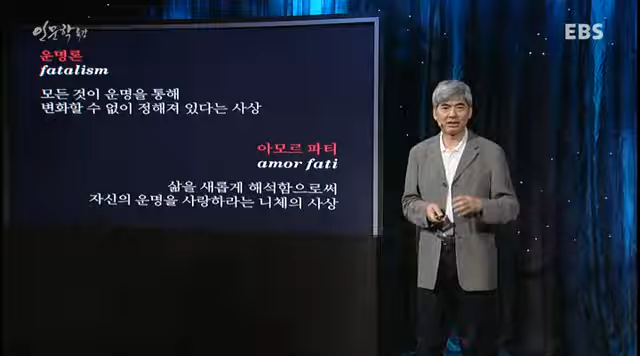 인문학 특강
EBS
운명론
fatalism
모든 것이 운명을 통해
변화할 수 없이 정해져 있다는 사상
아모르 파티
amor fati
삶을 새롭게 해석함으로써
자신의 운명을 사랑하라는 니체의 사상